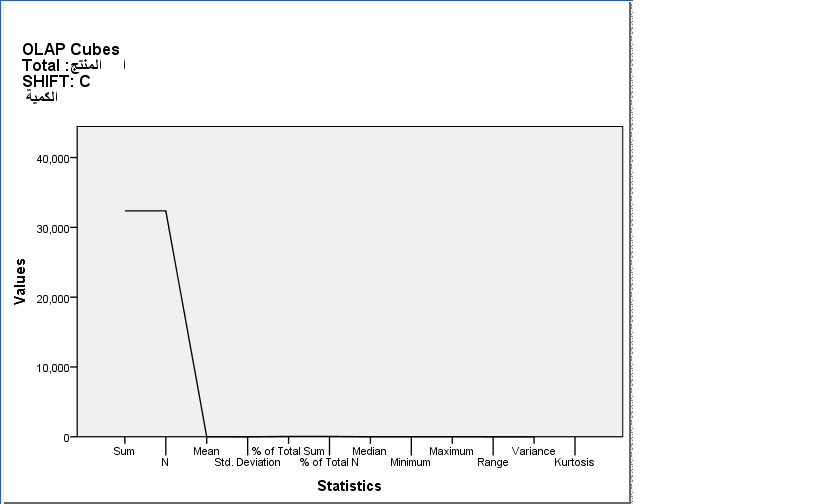 OLAP Cubes
Total :المنتج ا
SHIFT: C
الكمية
40,000
30,000
20,000
10,000
0
Values
Sum
N
Mean
Std. Deviation
% of Total Sum
% of Total N
Median
Minimum
Maximum
Range
Variance
Kurtosis
Statistics